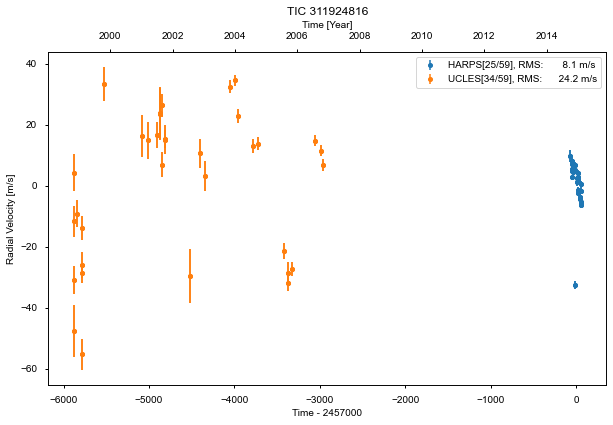 TIC 311924816
Time [Year]
2000 2002 2004 2006 2008 2010 2012 2014
HARPS[25/59], RMS: 8.1 m/s
UCLES[34/59], RMS: 24.2 m/s
Radial Velocity [m/s]
40
20
0
−20
−40
−60
−6000 −5000 −4000 −3000 −2000 −1000 0
Time - 2457000